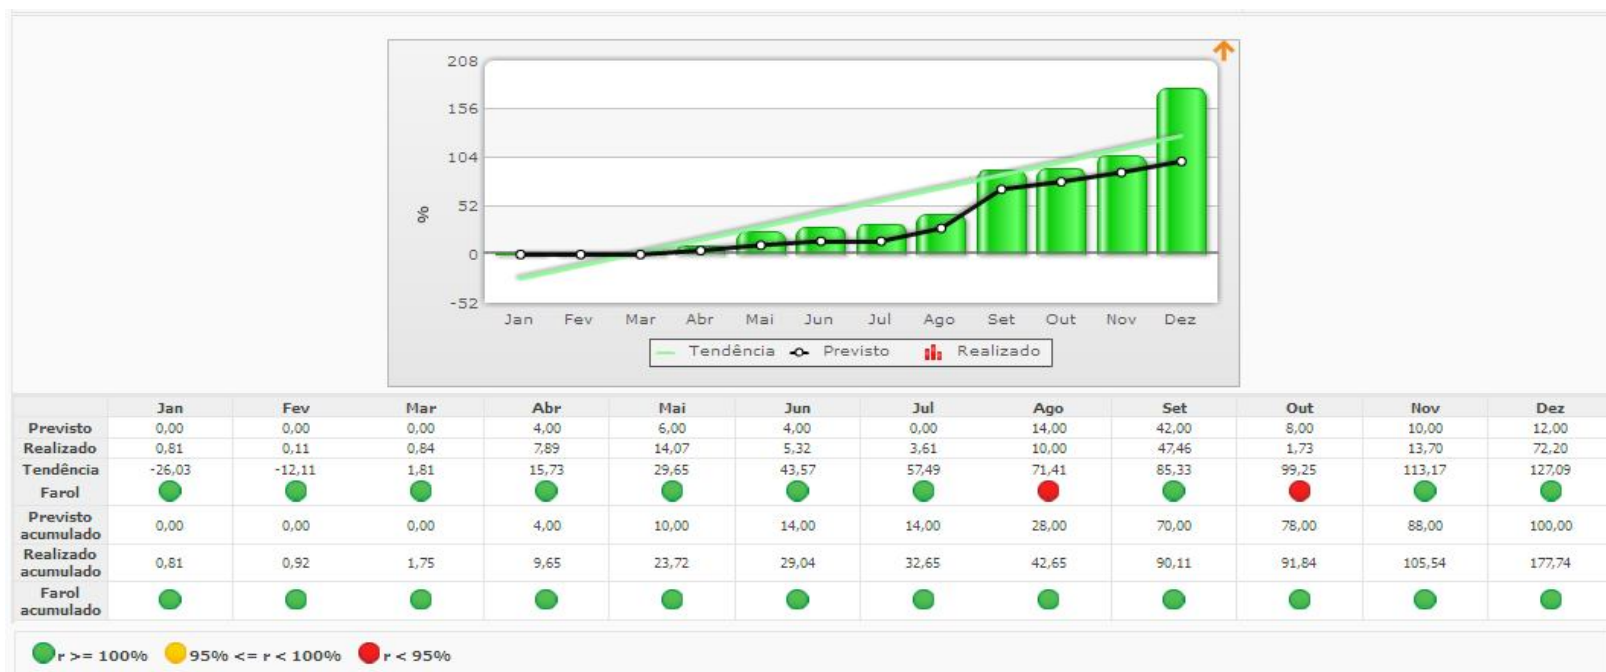 208
156
104
52
0
-52
%
Jan Fev Mar Abr Mai Jun Jul Ago Set Out Nov Dez
Tendência Previsto Realizado
Jan Fev Mar Abr Mai Jun Jul Ago Set Out Nov Dez
Previsto 0,00 0,00 0,00 4,00 6,00 4,00 0,00 14,00 42,00 8,00 10,00 12,00
Realizado 0,81 0,11 0,84 7,89 14,07 5,32 3,61 10,00 47,46 1,73 13,70 72,20
Tendência -26,03 -12,11 1,81 15,73 29,65 43,57 57,49 71,41 85,33 99,25 113,17 127,09
Farol
Previsto
acumulado 0,00 0,00 0,00 4,00 10,00 14,00 14,00 28,00 70,00 78,00 88,00 100,00
Realizado
acumulado 0,81 0,92 1,75 9,65 23,72 29,04 32,65 42,65 90,11 91,84 105,54 177,74
Farol
acumulado
r >= 100% 95% <= r < 100% r < 95%